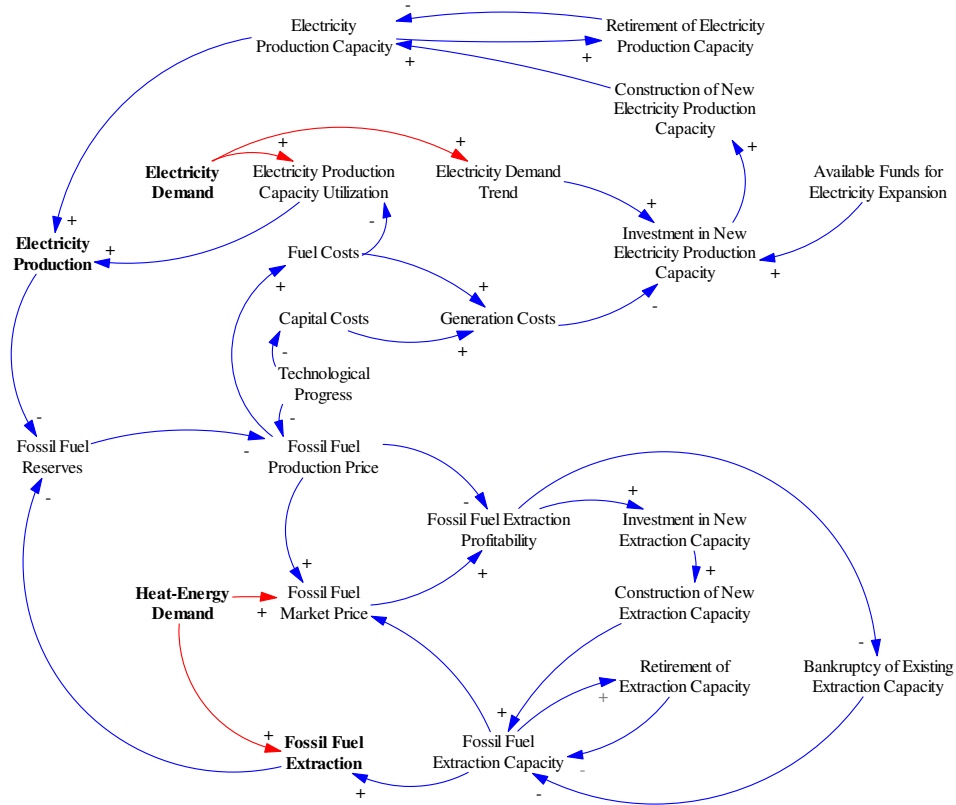 -
Electricity
Production Capacity
+
Retirement of Electricity
Production Capacity
+
Construction of New
Electricity Production
Capacity
+
Electricity
Demand
+
Electricity Production
Capacity Utilization
-
+
Electricity Demand
Trend
+
Available Funds for
Electricity Expansion
+
Electricity
Production
+
Fuel Costs
+
Investment in New
Electricity Production
Capacity
+
+
Capital Costs
-
Generation Costs
+
-
Technological
Progress
-
-
Fossil Fuel
Reserves
-
-
Fossil Fuel
Production Price
-
Fossil Fuel Extraction
Profitability
+
+
Investment in New
Extraction Capacity
+
Heat-Energy
Demand
+
+
Fossil Fuel
Market Price
Construction of New
Extraction Capacity
-
Retirement of
Extraction Capacity
+
Bankruptcy of Existing
Extraction Capacity
+
Fossil Fuel
Extraction
+
+
Fossil Fuel
Extraction Capacity
-
-